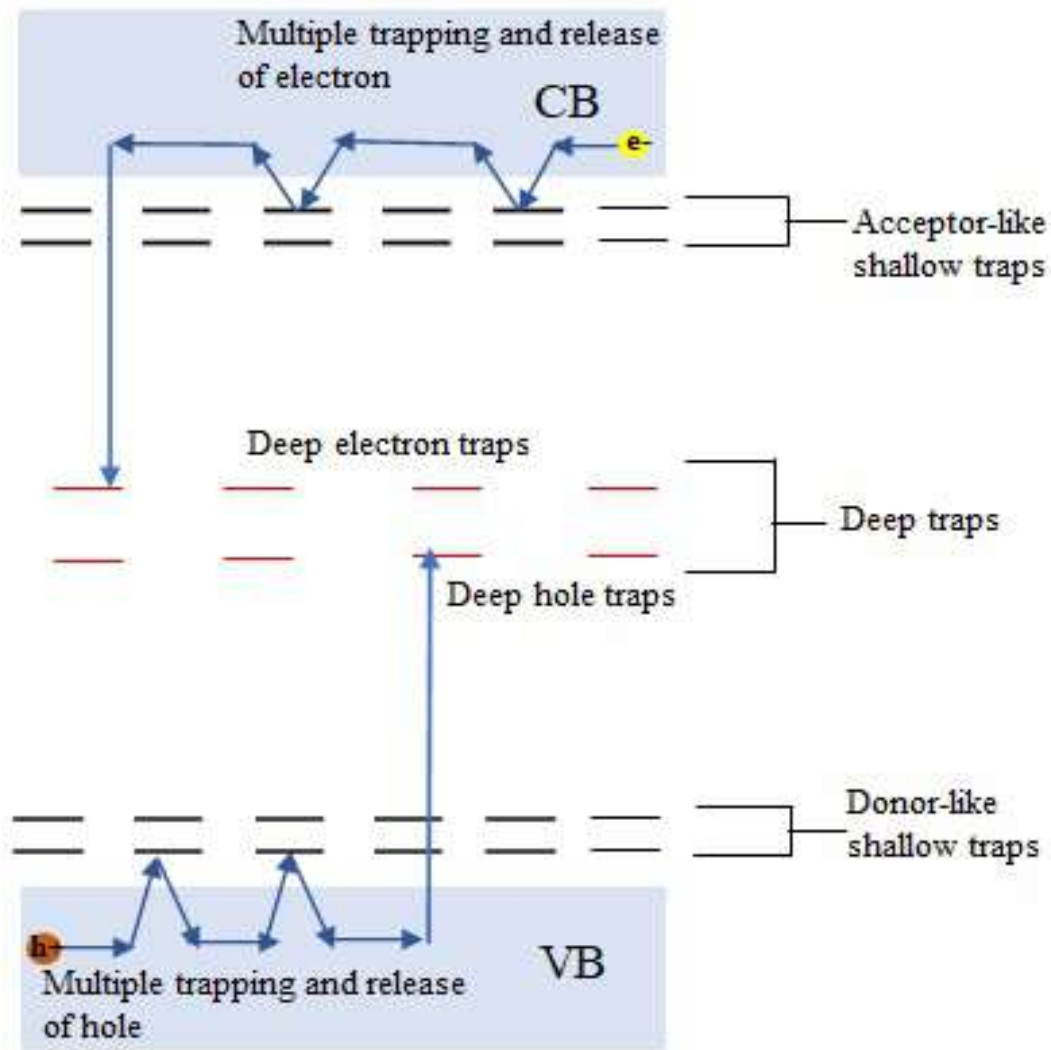 Multiple trapping and release
of electron
CB
e-
Acceptor-like
shallow traps
Deep electron traps
Deep traps
Deep hole traps
Donor-like
shallow traps
h-
VB
Multiple trapping and release
of hole